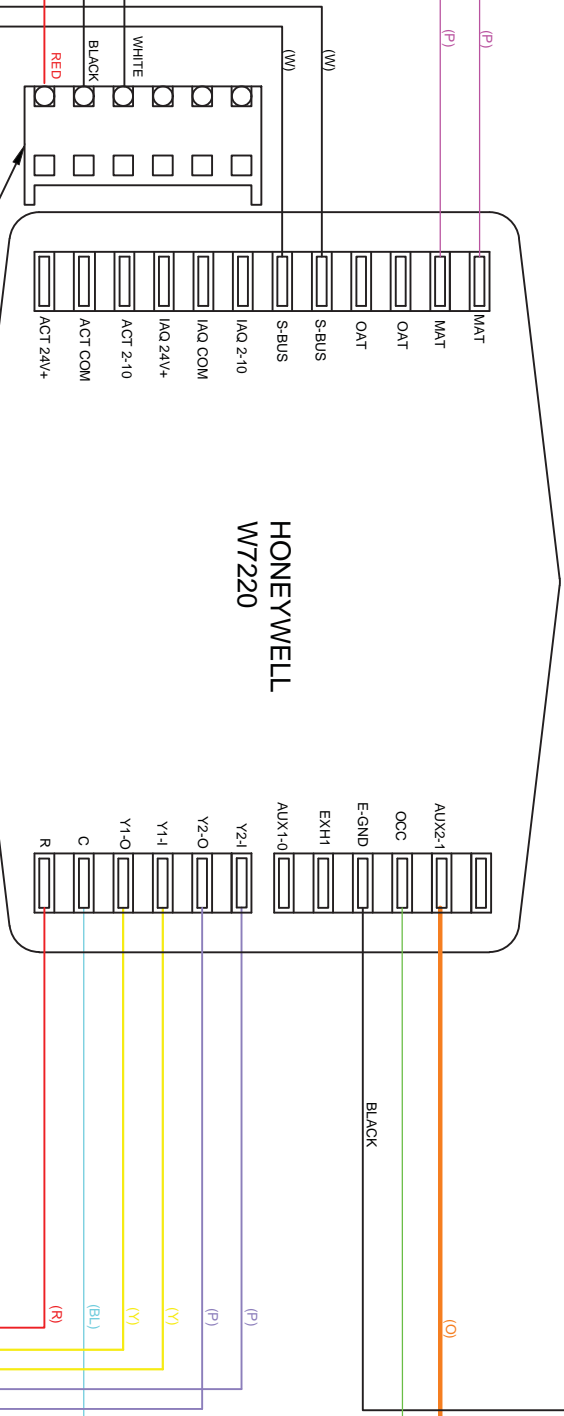 RED
BLACK
WHITE
(W)
(W)
(P)
(P)
ACT 24V+
ACT COM
ACT 2-10
IAQ 24V+
IAQ COM
IAQ 2-10
S-BUS
S-BUS
OAT
OAT
MAT
MAT
HONEYWELL
W7220
R
C
Y1-O
Y1-I
Y2-O
Y2-I
AUX1-0
EXH1
E-GND
OCC
AUX2-1
BLACK
(R)
(BL)
(Y)
(Y)
(P)
(P)
(O)